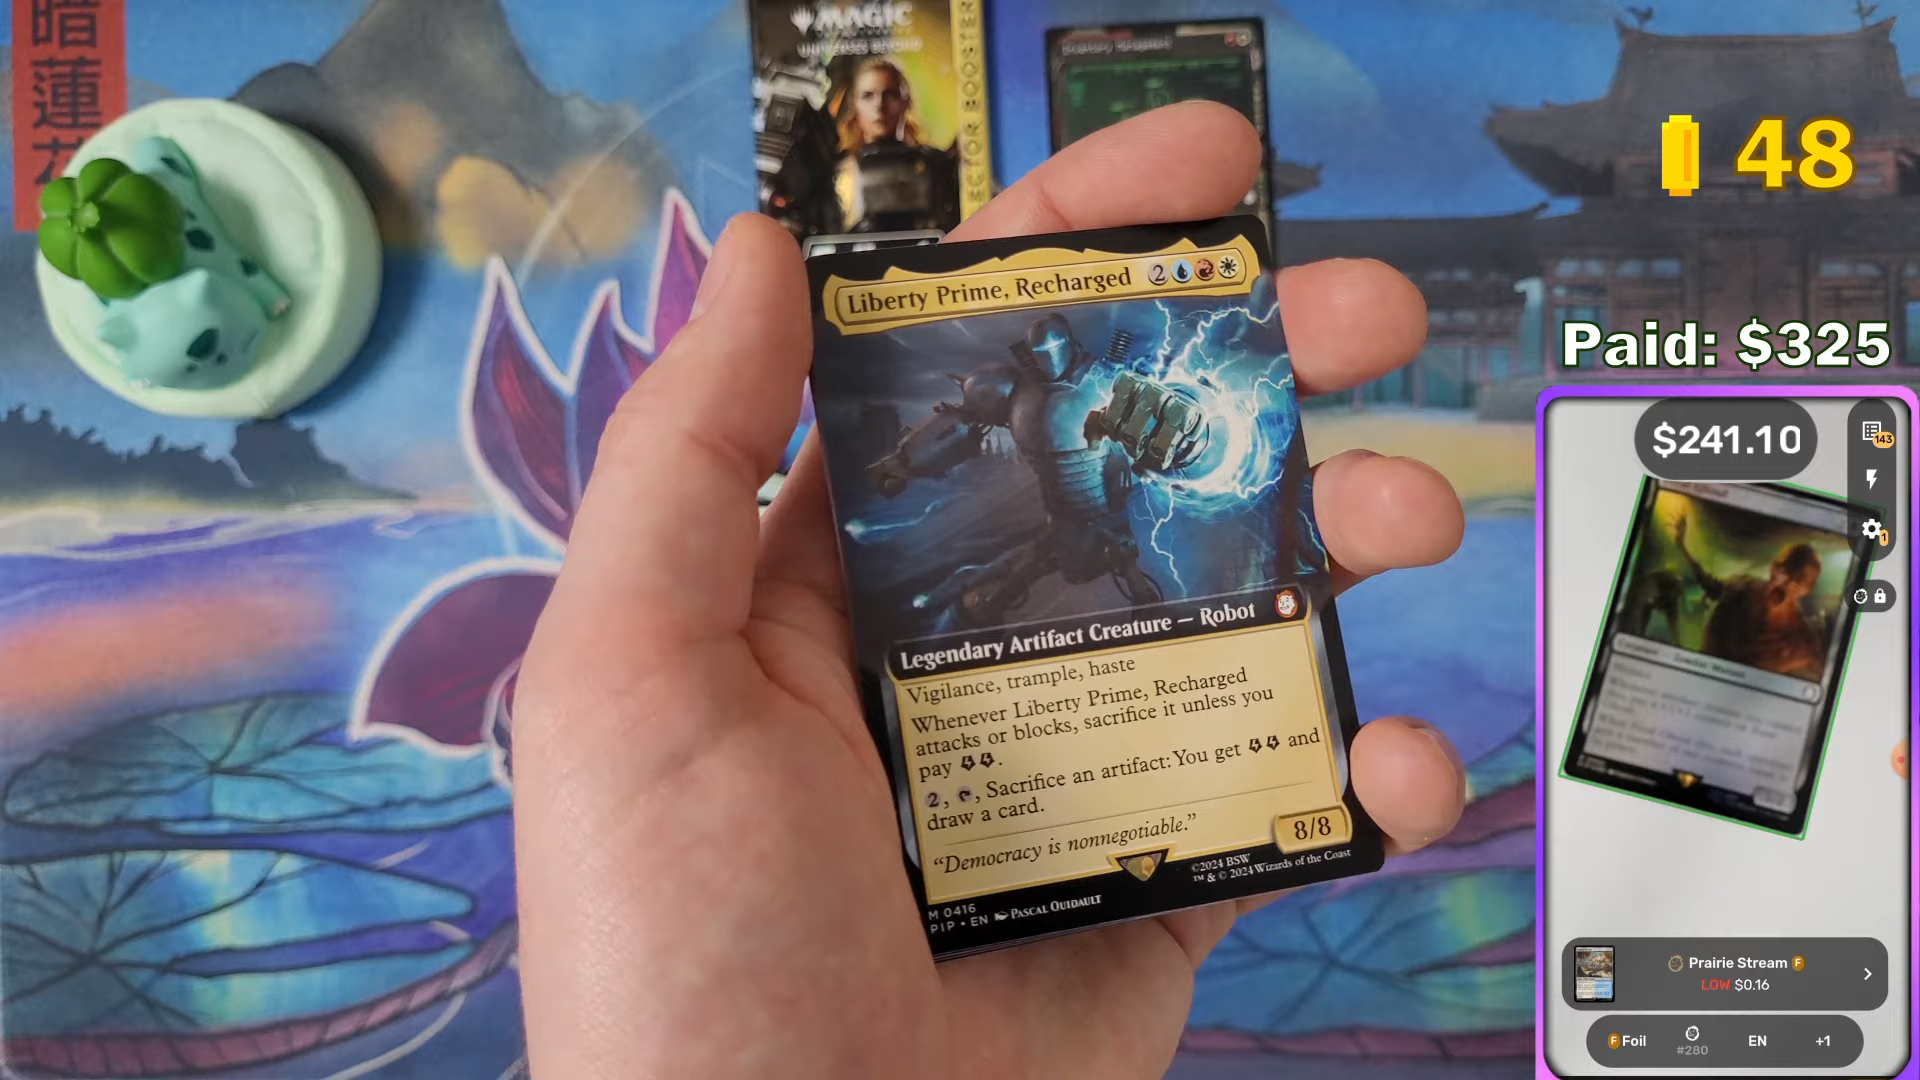 暗
蓮
花
MAGIC
UNIVERSES BEYOND
ECTOR BOOSTER
48
Paid: $325
Liberty Prime, Recharged 2
Legendary Artifact Creature — Robot
Vigilance, trample, haste
Whenever Liberty Prime, Recharged
attacks or blocks, sacrifice it unless you
pay .
2, , Sacrifice an artifact: You get and
draw a card.
“Democracy is nonnegotiable.”
8/8
M 0416
PIP • EN PASCAL QUIDAULT
©2024 BSW
™ & © 2024 Wizards of the Coast
$241.10
143
1
Prairie Stream F
LOW $0.16
F Foil
#280
EN
+1